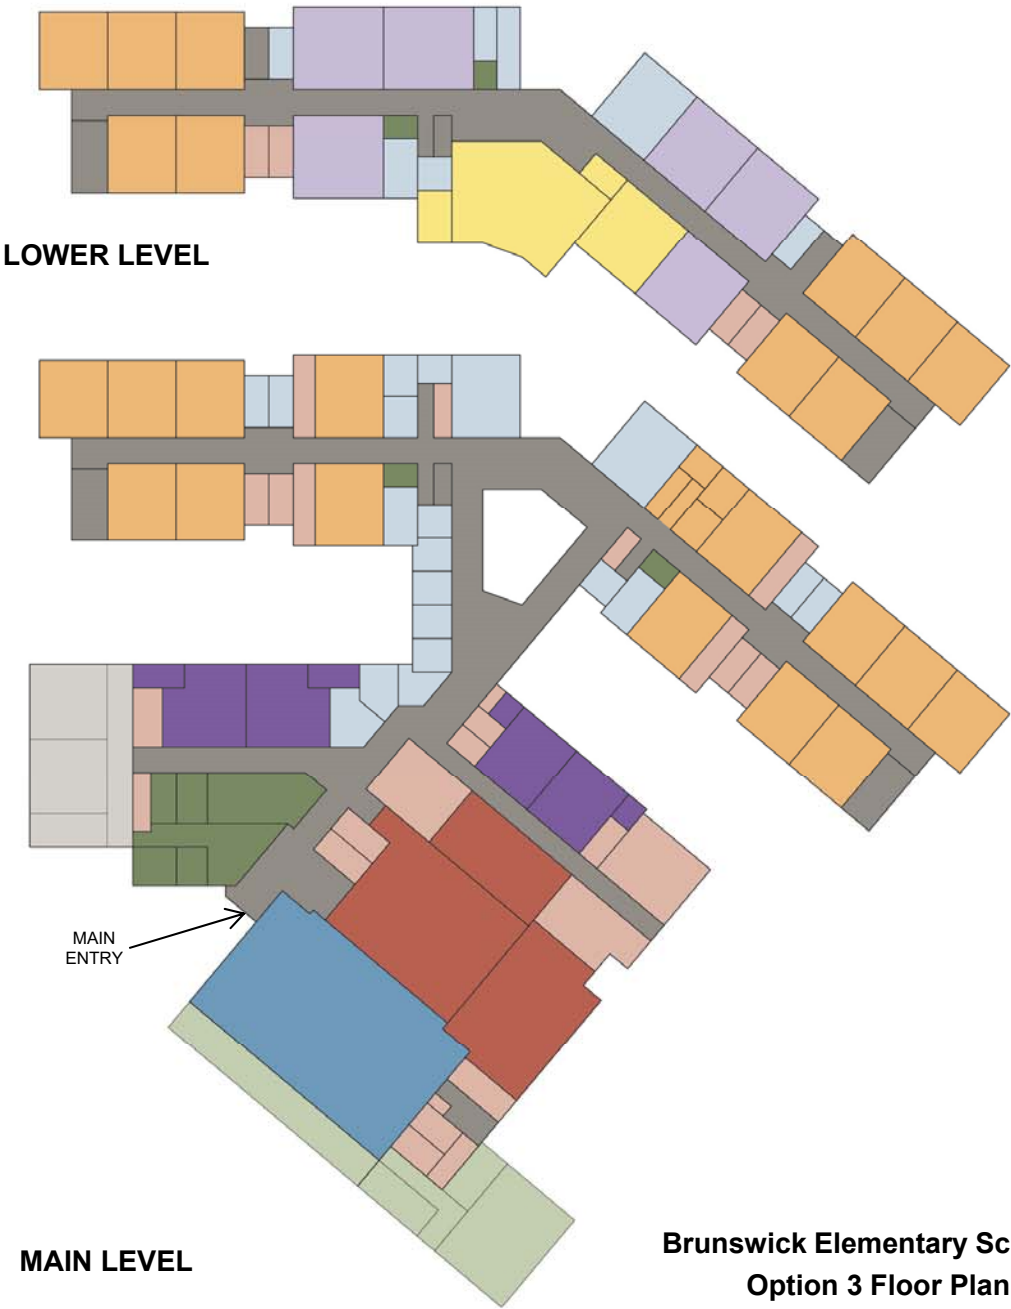 LOWER LEVEL
MAIN
ENTRY
MAIN LEVEL
Brunswick Elementary Sc
Option 3 Floor Plan